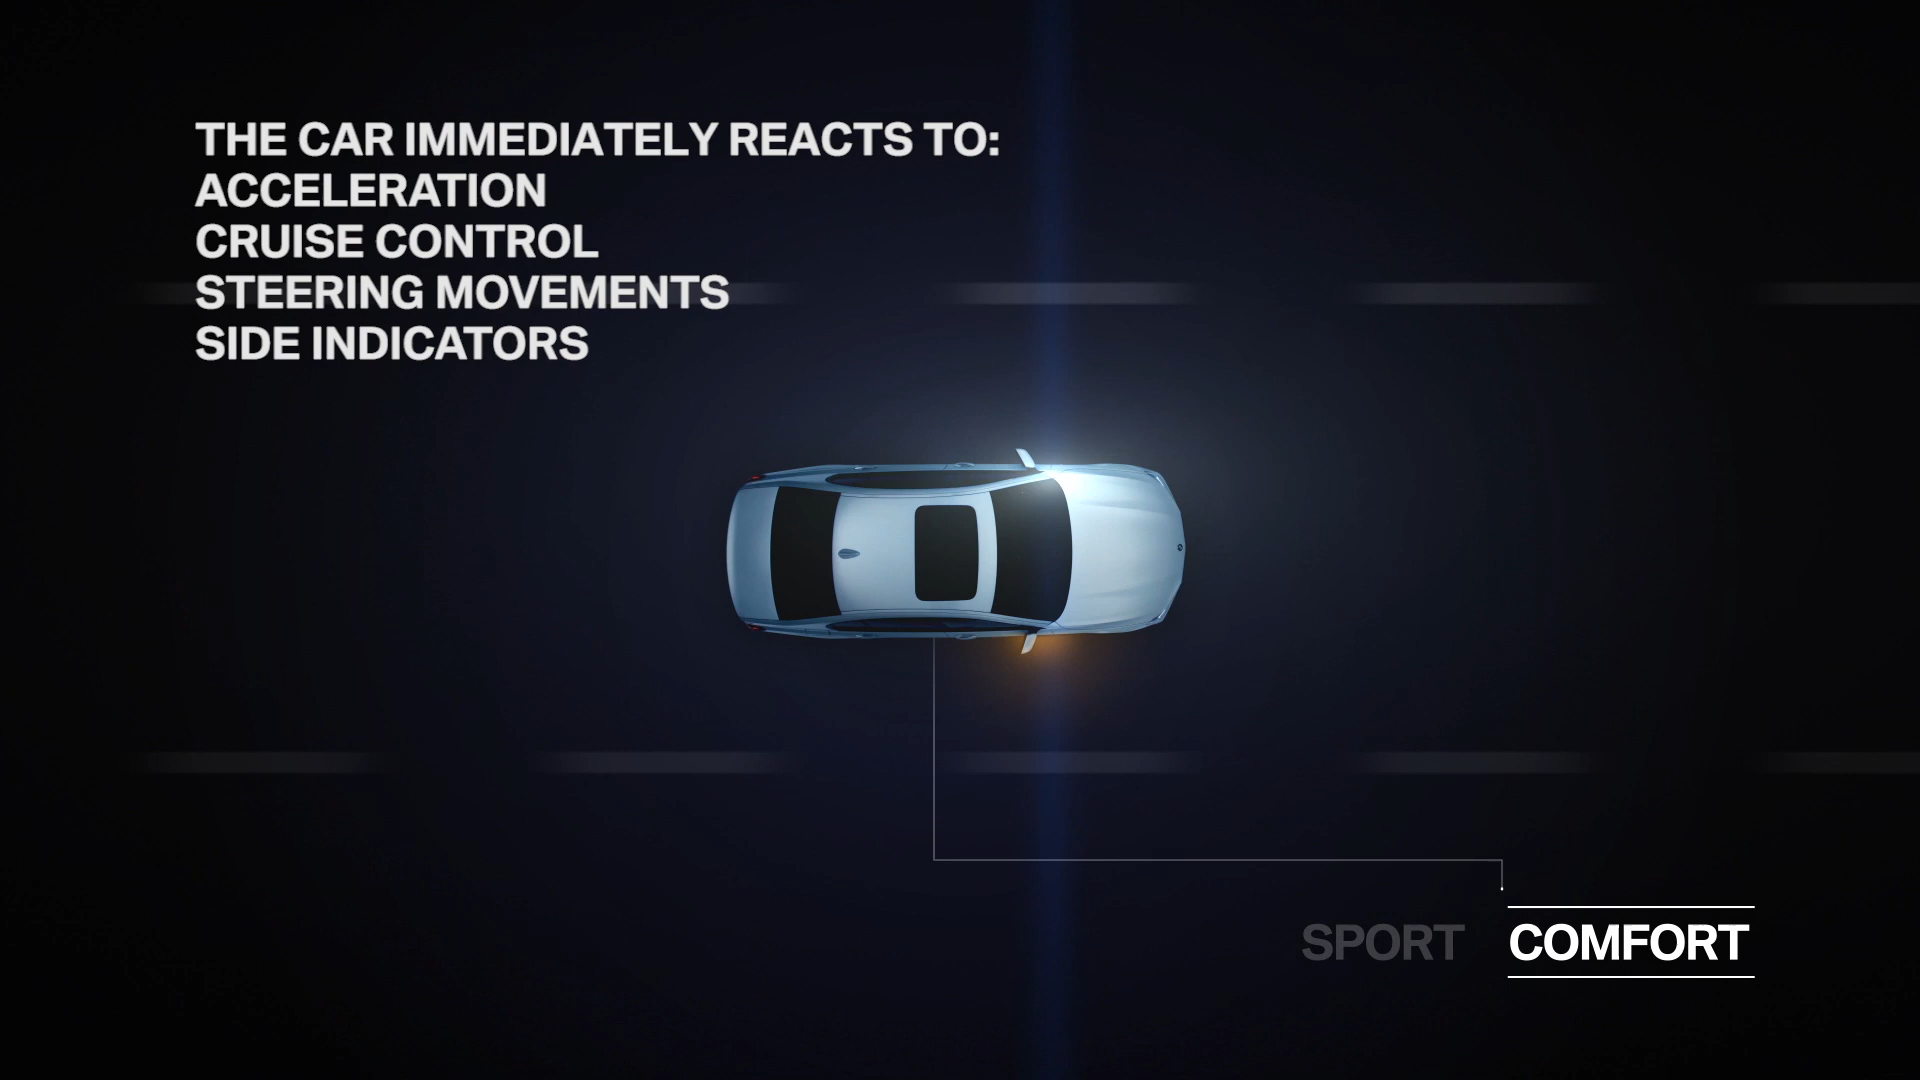 THE CAR IMMEDIATELY REACTS TO:
ACCELERATION
CRUISE CONTROL
STEERING MOVEMENTS
SIDE INDICATORS
SPORT COMFORT